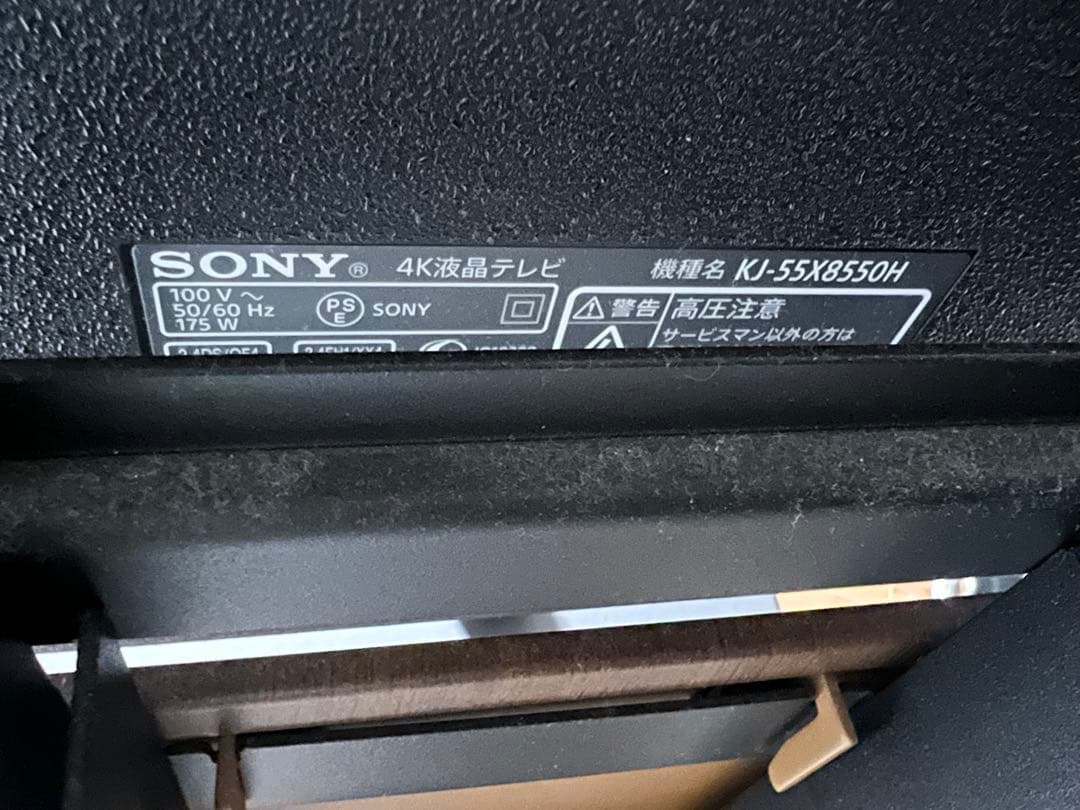 SONY® 4K液晶テレビ 機種名 KJ-55X8550H
100 V ～
50/60 Hz
175 W
PSE SONY
警告 高圧注意
サービスマン以外の方は